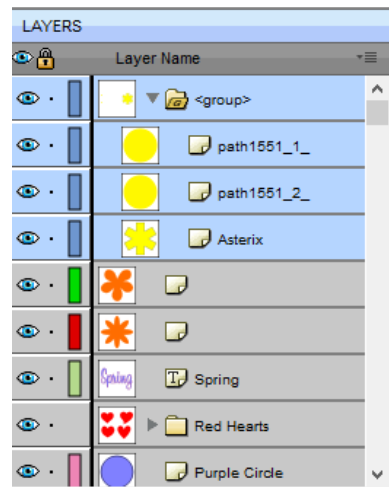 LAYERS
Layer Name
<group>
path1551_1_
path1551_2_
Asterix
Spring Spring
Red Hearts
Purple Circle